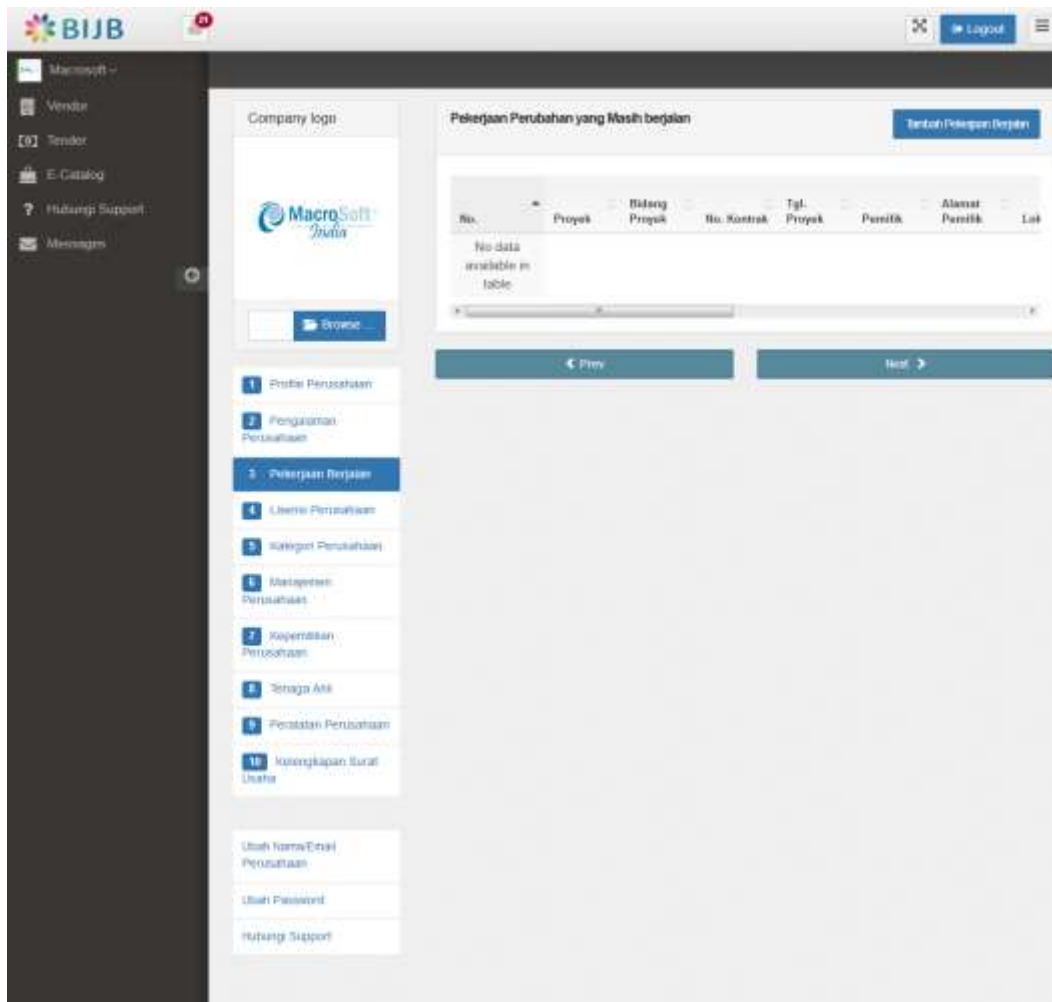 BIJB
21
Logout
Macrosoft
Vendor
Tender
E-Catalog
? Hubungi Support
Messages
Company logo
MacroSoft
India
Browse ...
1 Profile Perusahaan
2 Pengalaman
Perusahaan
3 Pekerjaan Berjalan
4 Perusahaan
5 Kategori Perusahaan
6 Manajemen
Perusahaan
7 Kepemilikan
Perusahaan
8 Tenaga Ahli
9 Peralatan Perusahaan
10 Kelengkapan Surat
Usaha
Ubah Nama/Email
Perusahaan
Ubah Password
Hubungi Support
Pekerjaan Perubahan yang Masih berjalan
Tambah Pekerjaan Berjalan
No.
Proyek
Bidang
Proyek
No. Kontrak
Tgl.
Proyek
Pemilik
Alamat
Pemilik
No data
available in
table
Prev
Next